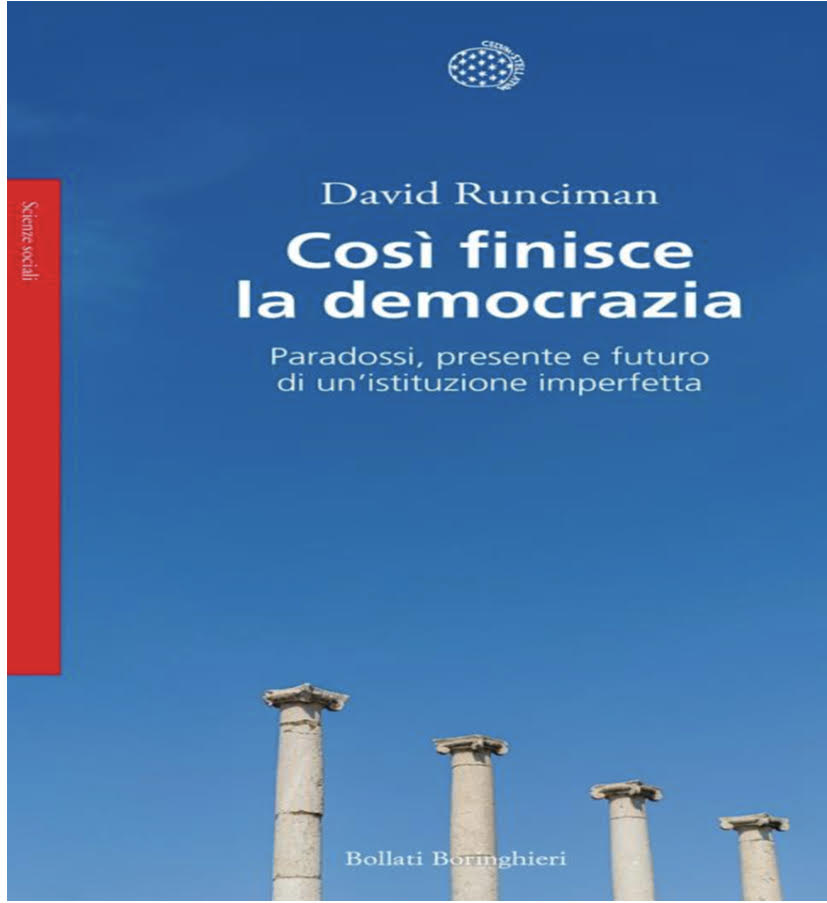 David Runciman
Così finisce
la democrazia
Paradossi, presente e futuro
di un'istituzione imperfetta
Scienze sociali
Bollati Boringhieri